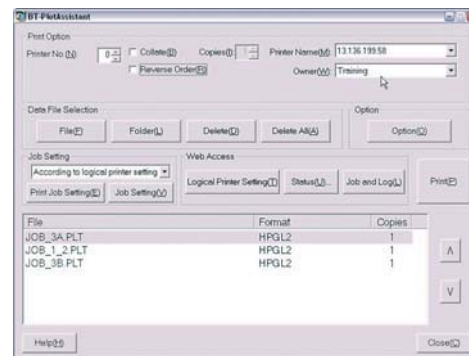 BT-PlotAssistant
Print Option
Printer No.(N): 0 Collate(B) Copies(I): 1 Printer Name(M): 13.136.199.58
Reverse Order(R) Owner(W): Training
Data File Selection Option
File(F) Folder(L) Delete(D) Delete All(A) Option(O)
Job Setting Web Access
According to logical printer setting
Print Job Setting(E) Job Setting(V) Logical Printer Setting(T) Status(U)... Job and Log(L) Print(P)
File Format Copies
JOB_3A.PLT HPGL2 1
JOB_1_2.PLT HPGL2 1
JOB_3B.PLT HPGL2 1
Help(H) Close(C)